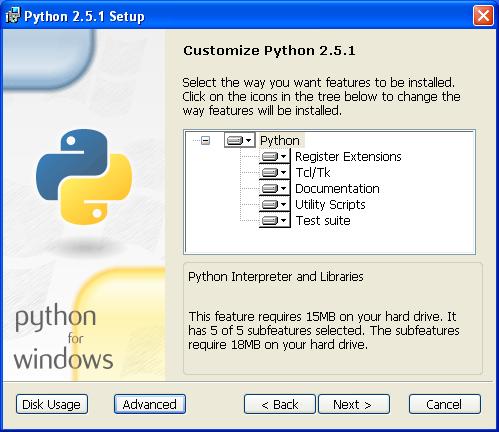 Python 2.5.1 Setup
Customize Python 2.5.1
Select the way you want features to be installed.
Click on the icons in the tree below to change the
way features will be installed.
Python
Register Extensions
Tcl/Tk
Documentation
Utility Scripts
Test suite
Python Interpreter and Libraries
This feature requires 15MB on your hard drive. It
has 5 of 5 subfeatures selected. The subfeatures
require 18MB on your hard drive.
python
for
windows
Disk Usage
Advanced
< Back
Next >
Cancel